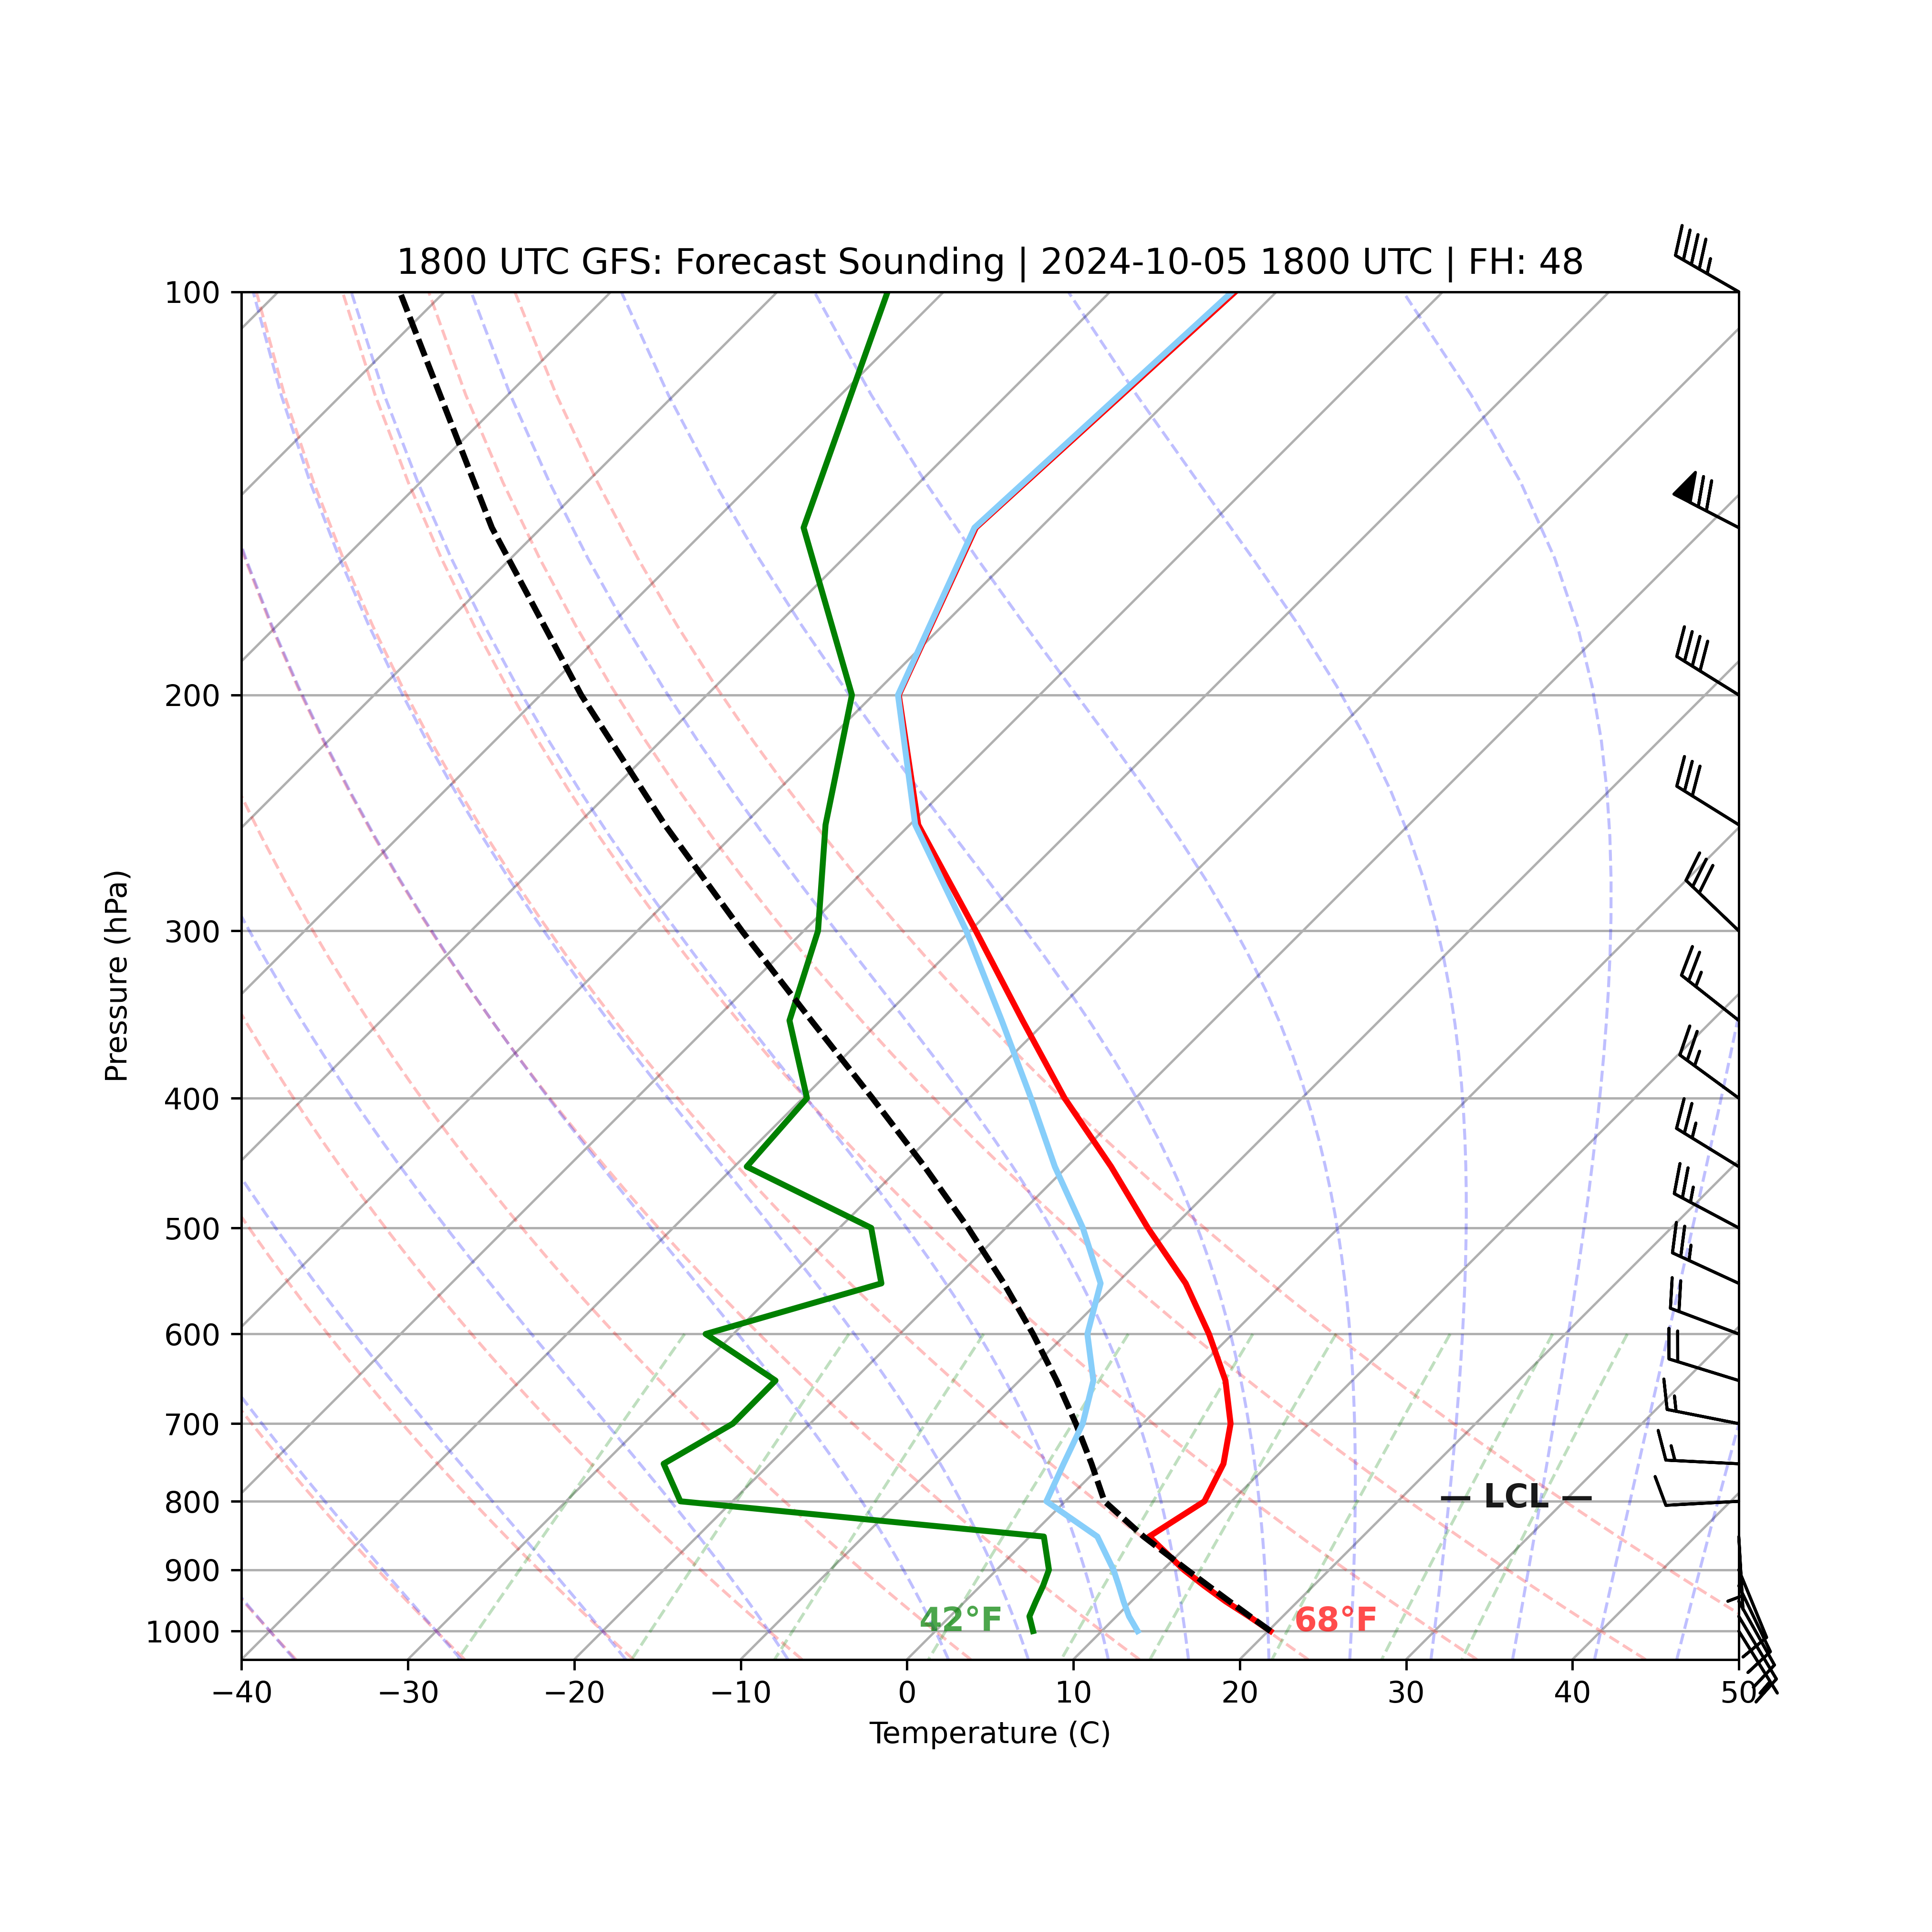 1800 UTC GFS: Forecast Sounding | 2024-10-05 1800 UTC | FH: 48
100
200
300
400
500
600
700
800
900
1000
Pressure (hPa)
— LCL —
42°F
68°F
−40 −30 −20 −10 0 10 20 30 40 50
Temperature (C)